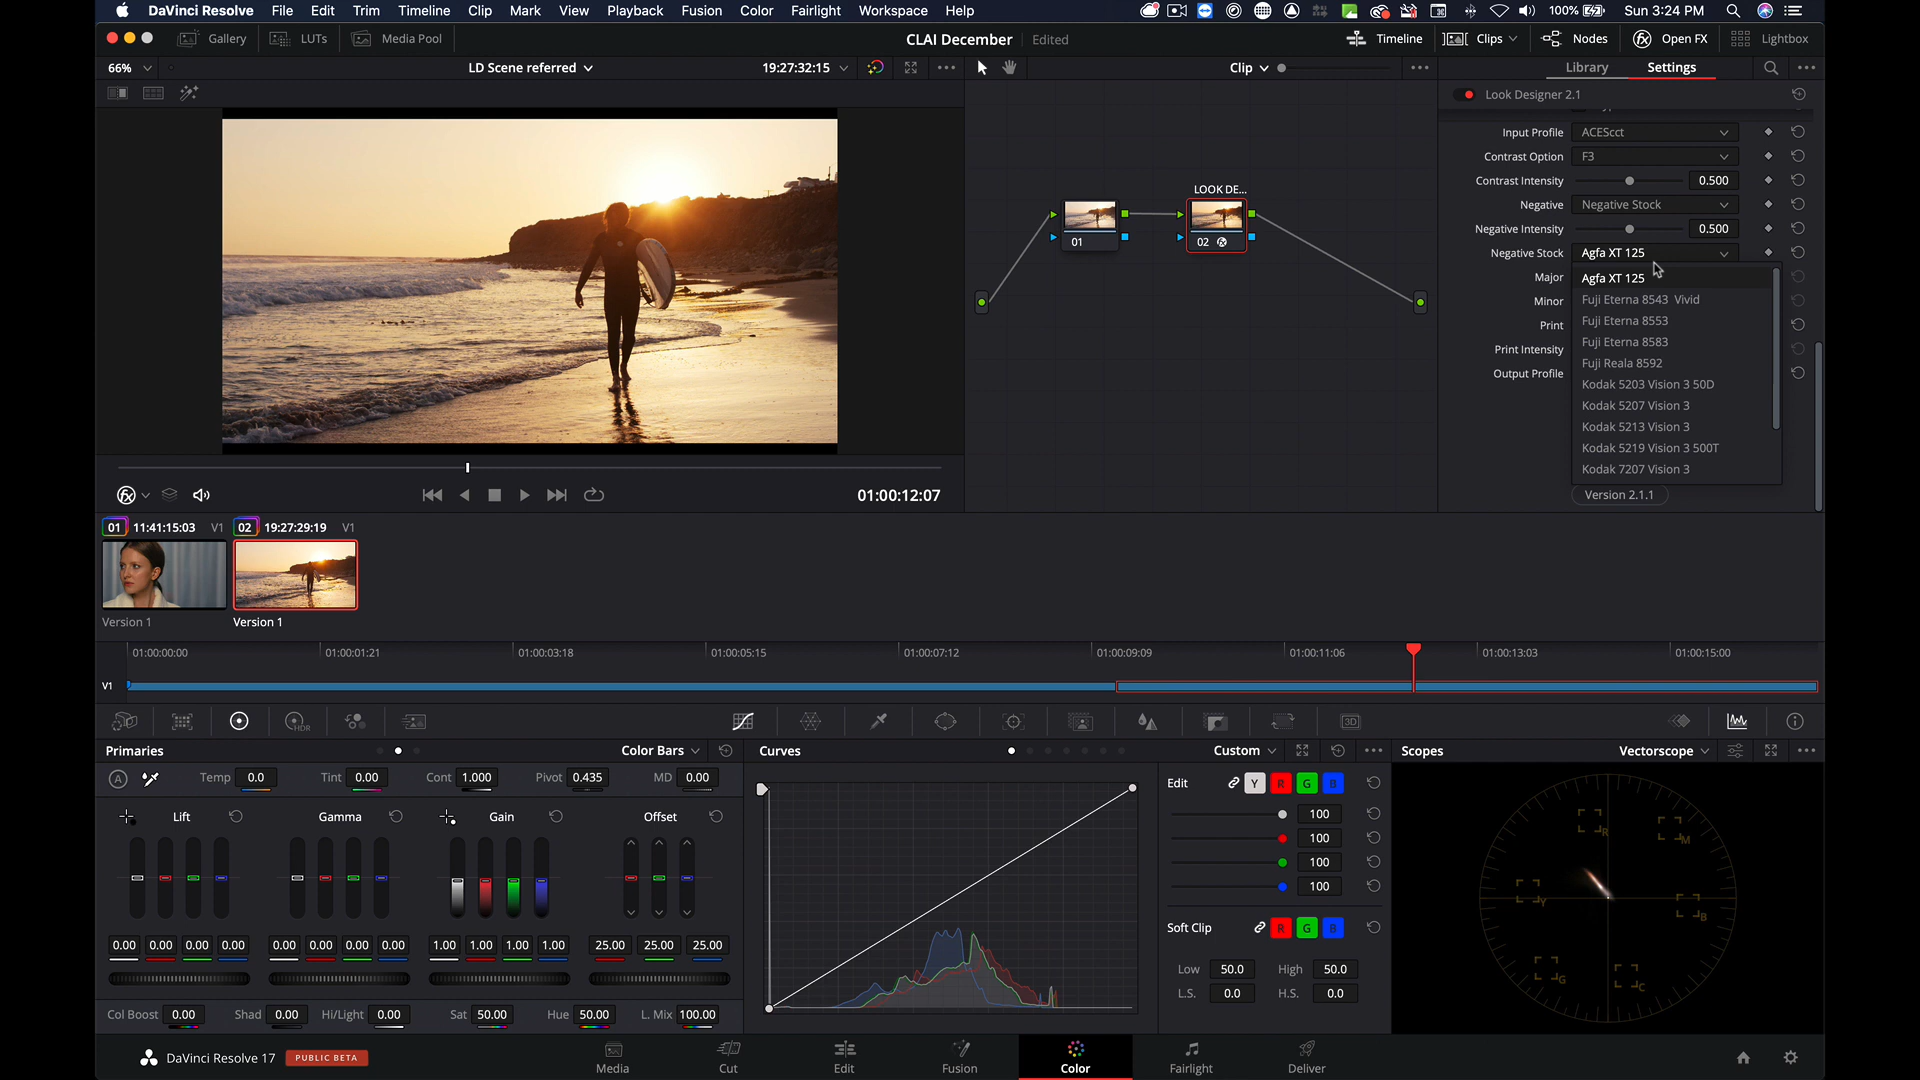 DaVinci Resolve File Edit Trim Timeline Clip Mark View Playback Fusion Color Fairlight Workspace Help 100% Sun 3:24 PM
Gallery LUTs Media Pool CLAI December Edited Timeline Clips Nodes Open FX Lightbox
66% LD Scene referred 19:27:32:15 Clip Library Settings
Look Designer 2.1
Input Profile ACEScct
Contrast Option F3
Contrast Intensity 0.500
LOOK DE...
Negative Negative Stock
Negative Intensity 0.500
01 02
Negative Stock Agfa XT 125
Major Agfa XT 125
Minor Fuji Eterna 8543 Vivid
Print Fuji Eterna 8553
Print Intensity Fuji Eterna 8583
Output Profile Fuji Reala 8592
Kodak 5203 Vision 3 50D
Kodak 5207 Vision 3
Kodak 5213 Vision 3
Kodak 5219 Vision 3 500T
Kodak 7207 Vision 3
01:00:12:07 Version 2.1.1
01 11:41:15:03 V1 02 19:27:29:19 V1
Version 1 Version 1
01:00:00:00 01:00:01:21 01:00:03:18 01:00:05:15 01:00:07:12 01:00:09:09 01:00:11:06 01:00:13:03 01:00:15:00
V1
HDR 3D
Primaries Color Bars Curves Custom Scopes Vectorscope
A Temp 0.0 Tint 0.00 Cont 1.000 Pivot 0.435 MD 0.00 Edit Y R G B
Lift Gamma Gain Offset 100
100
100
100
R M Y B G C
Soft Clip R G B
0.00 0.00 0.00 0.00 0.00 0.00 0.00 0.00 1.00 1.00 1.00 1.00 25.00 25.00 25.00
Low 50.0 High 50.0
L.S. 0.0 H.S. 0.0
Col Boost 0.00 Shad 0.00 Hi/Light 0.00 Sat 50.00 Hue 50.00 L. Mix 100.00
DaVinci Resolve 17 PUBLIC BETA Media Cut Edit Fusion Color Fairlight Deliver